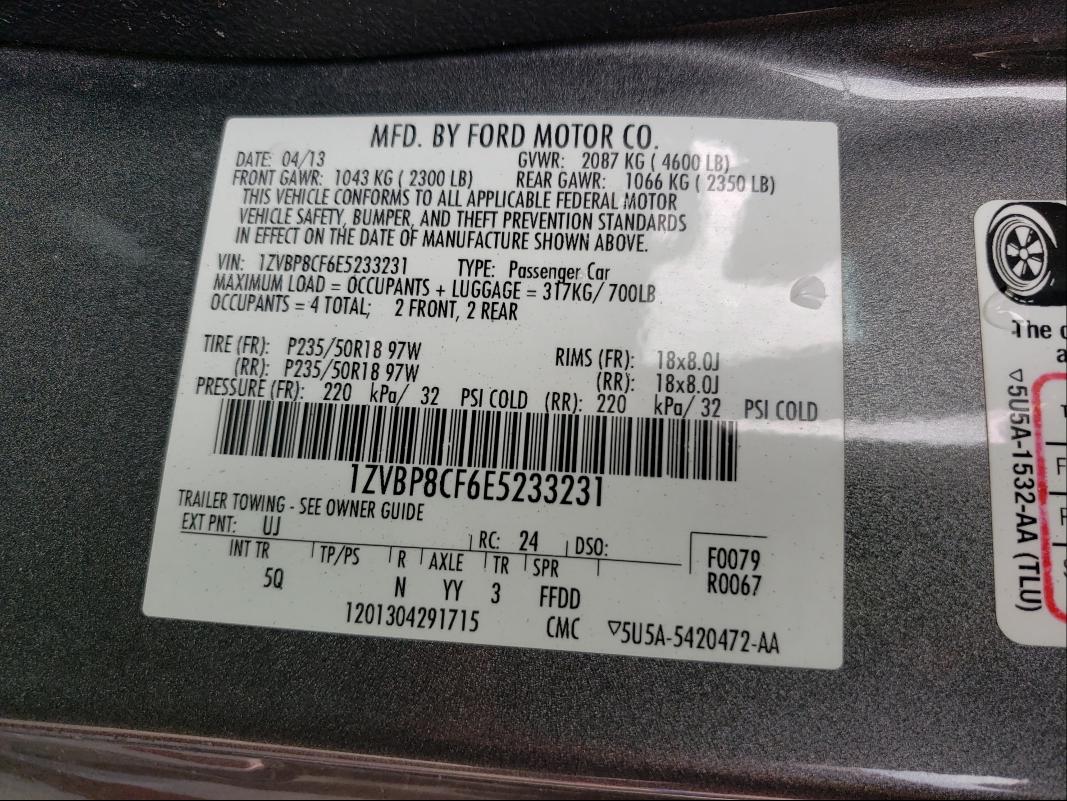 MFD. BY FORD MOTOR CO.
DATE: 04/13 GVWR: 2087 KG ( 4600 LB)
FRONT GAWR: 1043 KG ( 2300 LB) REAR GAWR: 1066 KG ( 2350 LB)
THIS VEHICLE CONFORMS TO ALL APPLICABLE FEDERAL MOTOR
VEHICLE SAFETY, BUMPER, AND THEFT PREVENTION STANDARDS
IN EFFECT ON THE DATE OF MANUFACTURE SHOWN ABOVE.
VIN: 1ZVBP8CF6E5233231 TYPE: Passenger Car
MAXIMUM LOAD = OCCUPANTS + LUGGAGE = 317KG/ 700LB
OCCUPANTS = 4 TOTAL; 2 FRONT, 2 REAR
TIRE (FR): P235/50R18 97W RIMS (FR): 18x8.0J
(RR): P235/50R18 97W (RR): 18x8.0J
PRESSURE (FR): 220 kPa/ 32 PSI COLD (RR): 220 kPa/ 32 PSI COLD
1ZVBP8CF6E5233231
TRAILER TOWING - SEE OWNER GUIDE
EXT PNT: UJ RC: 24 DSO: F0079
INT TR TP/PS R AXLE TR SPR R0067
5Q N YY 3 FFDD
1201304291715 CMC ▽5U5A-5420472-AA
The
▽5U5A-1532-AA (TLU)